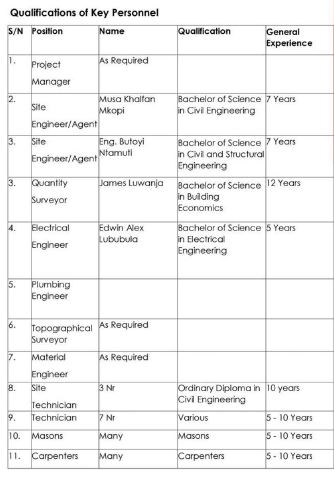 Qualifications of Key Personnel
S/N Position Name Qualification General Experience
1. Project Manager As Required
2. Site Engineer/Agent Musa Khalfan Mkopi Bachelor of Science in Civil Engineering 7 Years
3. Site Engineer/Agent Eng. Butoyi Ntamuti Bachelor of Science in Civil and Structural Engineering 7 Years
3. Quantity Surveyor James Luwanja Bachelor of Science in Building Economics 12 Years
4. Electrical Engineer Edwin Alex Lububula Bachelor of Science in Electrical Engineering 5 Years
5. Plumbing Engineer
6. Topographical Surveyor As Required
7. Material Engineer As Required
8. Site Technician 3 Nr Ordinary Diploma in Civil Engineering 10 years
9. Technician 7 Nr Various 5 - 10 Years
10. Masons Many Masons 5 - 10 Years
11. Carpenters Many Carpenters 5 - 10 Years